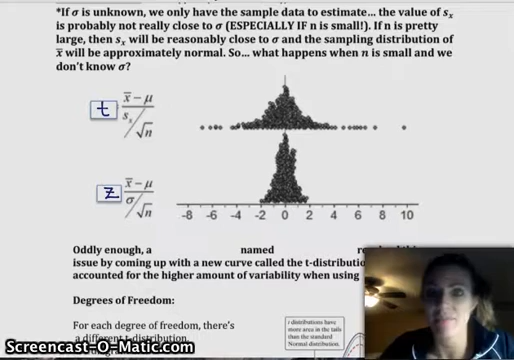 *If σ is unknown, we only have the sample data to estimate... the value of sₓ
is probably not really close to σ (ESPECIALLY IF n is small!). If n is pretty
large, then sₓ will be reasonably close to σ and the sampling distribution of
x̄ will be approximately normal. So... what happens when n is small and we
don't know σ?
t
x̄ − μ
sₓ/√n
z
x̄ − μ
σ/√n
-8 -6 -4 -2 0 2 4 6 8 10
Oddly enough, a named
issue by coming up with a new curve called the
accounted for the higher amount of variability when using
Degrees of Freedom:
For each degree of freedom, there's
a different t-distribution.
t distributions have
more area in the tails
than the standard
Normal distribution.
Screencast-O-Matic.com